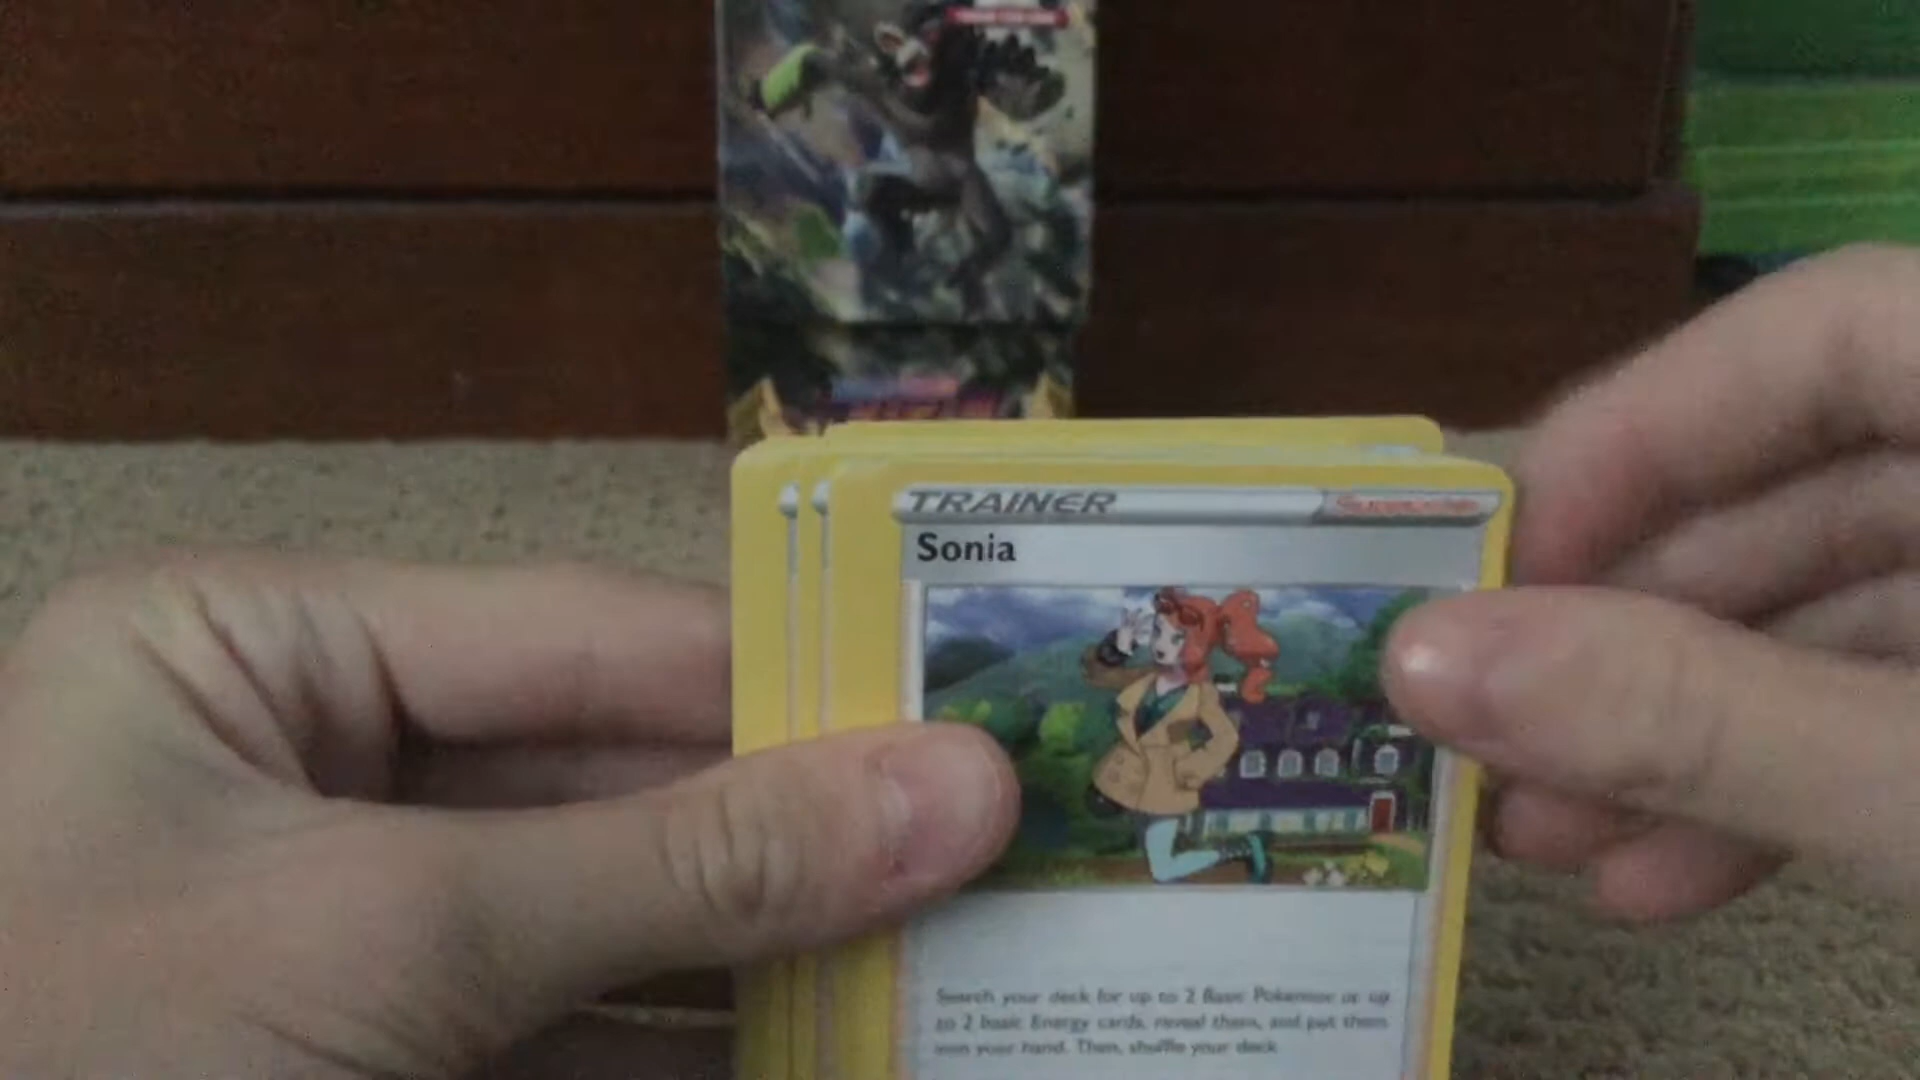 TRAINER
Supporter
Sonia
Search your deck for up to 2 Basic Pokémon or up
to 2 basic Energy cards, reveal them, and put them
into your hand. Then, shuffle your deck.